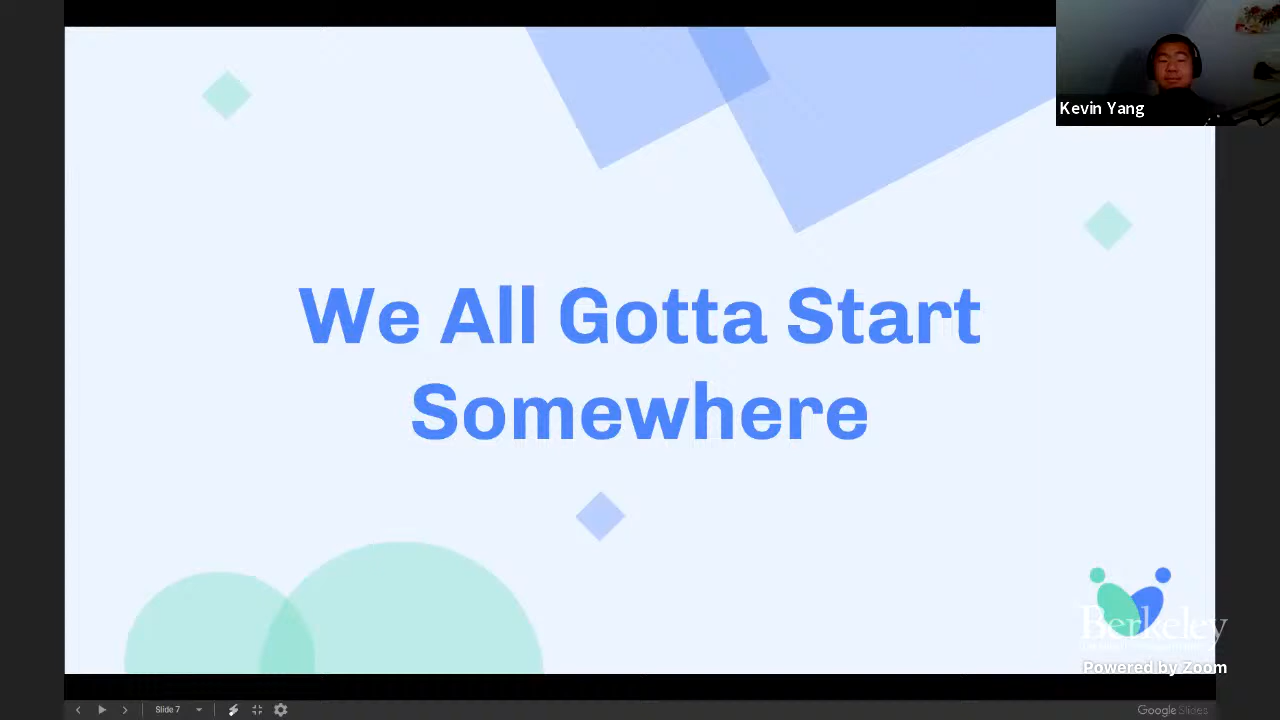 Kevin Yang
We All Gotta Start
Somewhere
Berkeley
Powered by Zoom
Slide 7
Google Slides